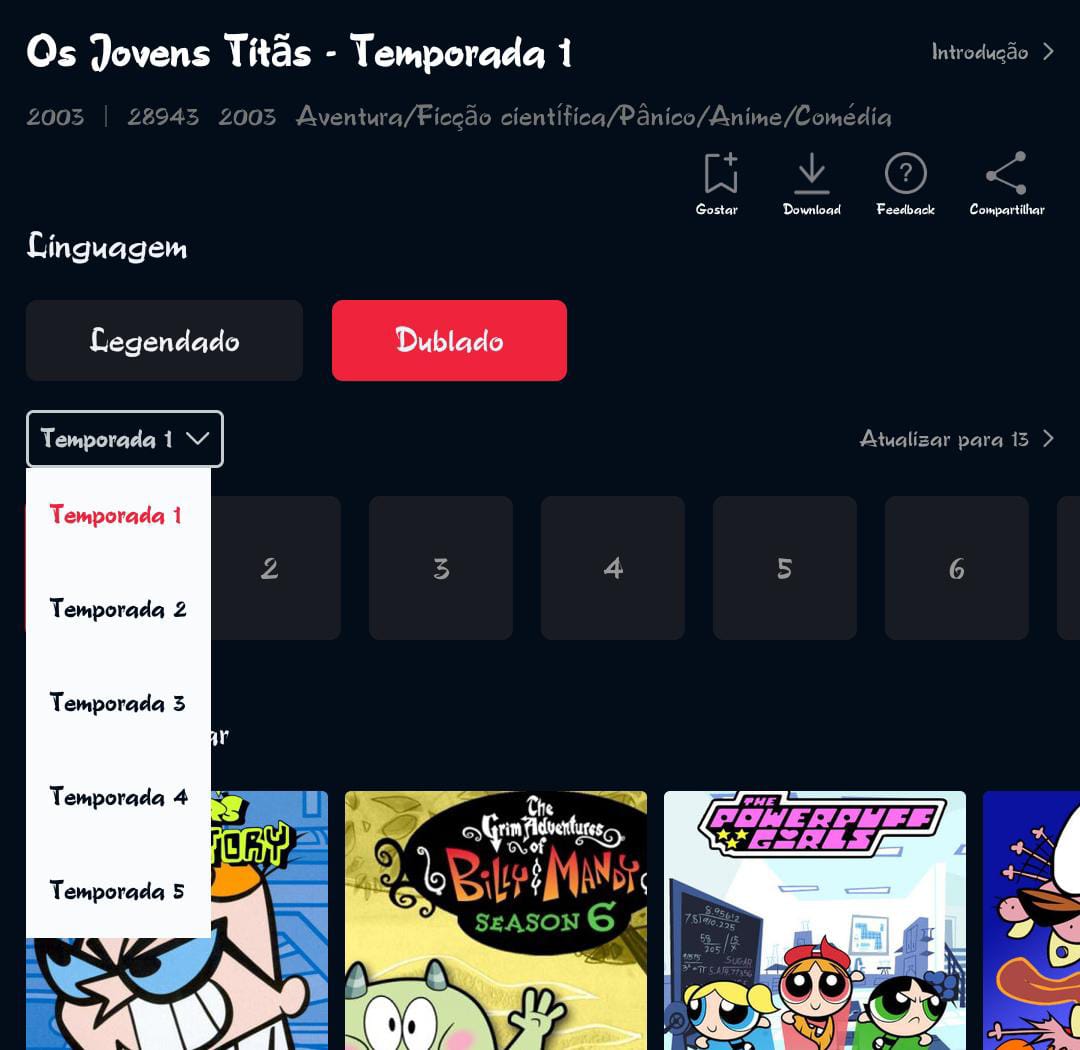 Os Jovens Titãs - Temporada 1
Introdução
2003 | 28943 2003 Aventura/Ficção científica/Pânico/Anime/Comédia
Gostar
Download
Feedback
Compartilhar
Linguagem
Legendado
Dublado
Temporada 1
Atualizar para 13
Temporada 1
Temporada 2
Temporada 3
Temporada 4
Temporada 5
2
3
4
5
6
ar
The
Grim Adventures
of
Billy & Mandy
SEASON 6
THE
POWERPUFF
GIRLS
SUGAR